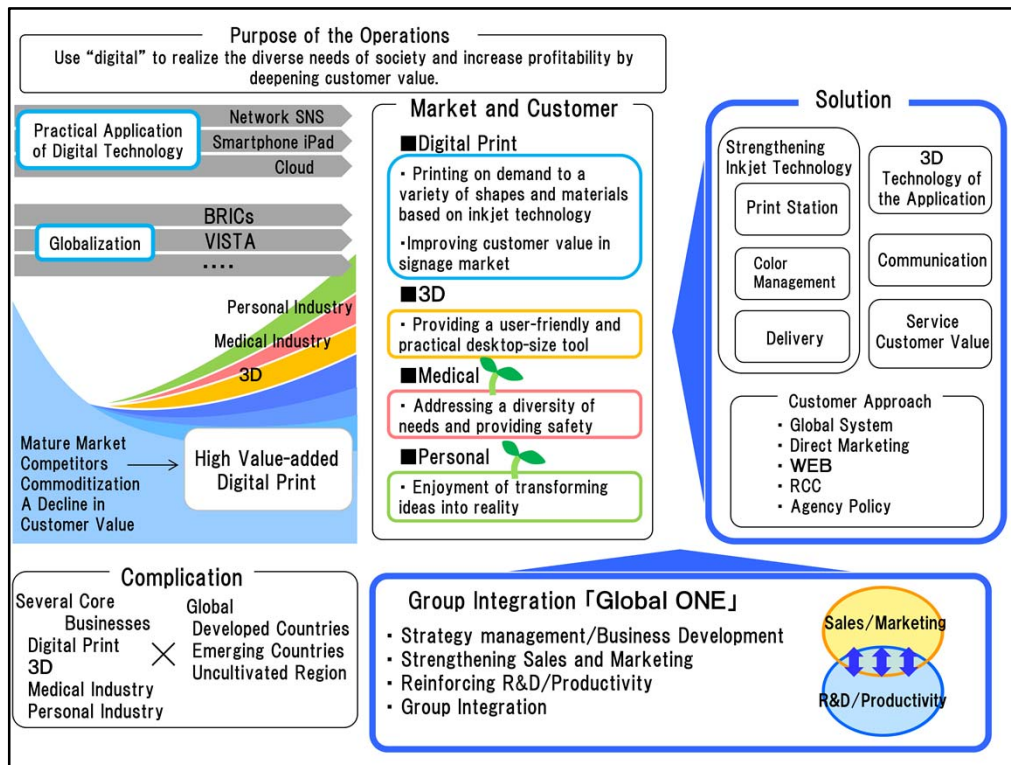 Purpose of the Operations
Use “digital” to realize the diverse needs of society and increase profitability by
deepening customer value.
Practical Application
of Digital Technology
Network SNS
Smartphone iPad
Cloud
Globalization
BRICs
VISTA
････
Personal Industry
Medical Industry
3D
Mature Market
Competitors
Commoditization
A Decline in
Customer Value
High Value-added
Digital Print
Market and Customer
■Digital Print
・Printing on demand to a
variety of shapes and materials
based on inkjet technology
・Improving customer value in
signage market
■3D
・Providing a user-friendly and
practical desktop-size tool
■Medical
・Addressing a diversity of
needs and providing safety
■Personal
・Enjoyment of transforming
ideas into reality
Solution
Strengthening
Inkjet Technology
Print Station
Color
Management
Delivery
3D
Technology of
the Application
Communication
Service
Customer Value
Customer Approach
・Global System
・Direct Marketing
・WEB
・RCC
・Agency Policy
Complication
Several Core
Businesses
Digital Print
3D
Medical Industry
Personal Industry
×
Global
Developed Countries
Emerging Countries
Uncultivated Region
Group Integration「Global ONE」
・Strategy management/Business Development
・Strengthening Sales and Marketing
・Reinforcing R&D/Productivity
・Group Integration
Sales/Marketing
R&D/Productivity